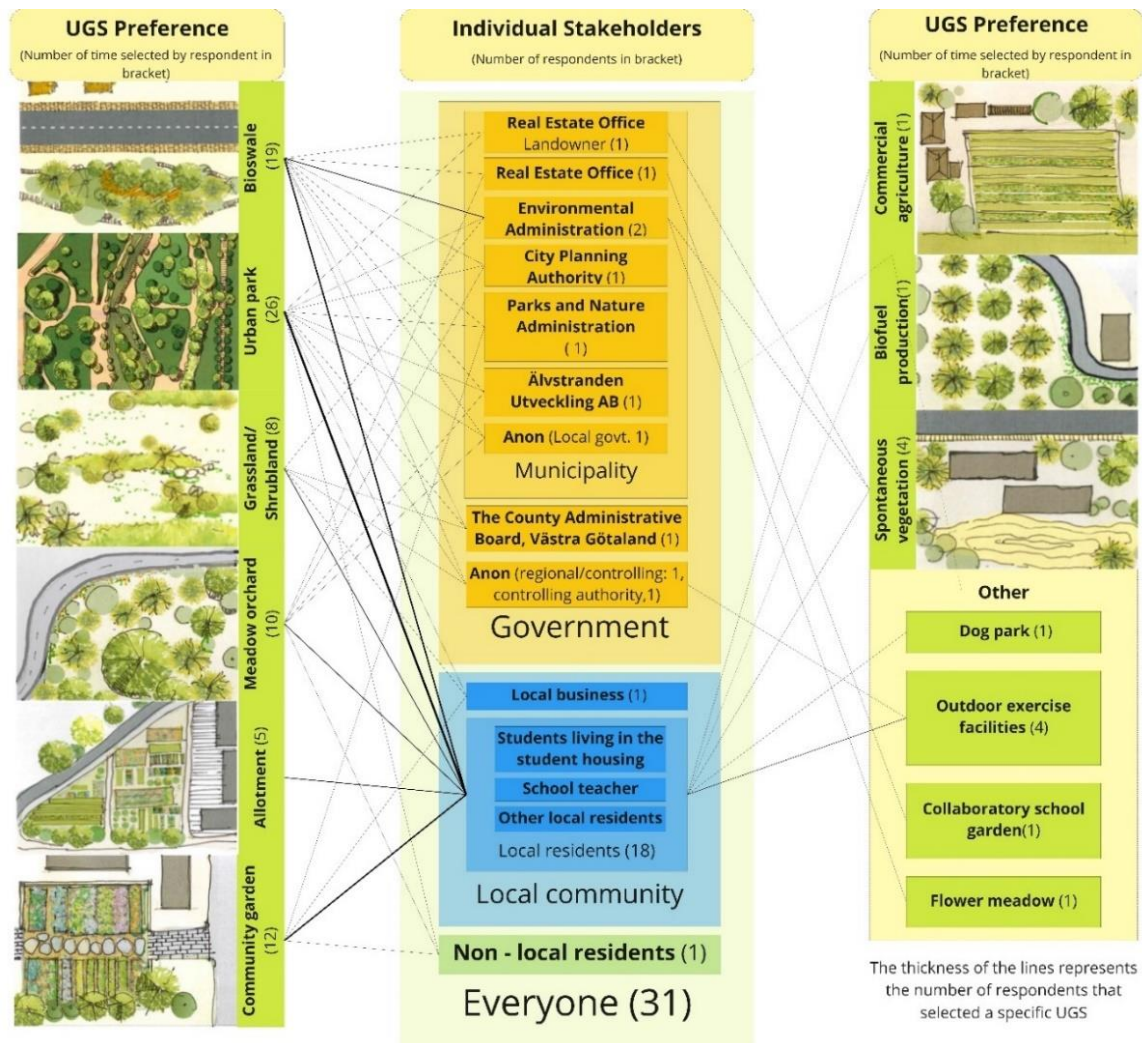 UGS Preference
(Number of time selected by respondent in
bracket)
Bioswale
(19)
Urban park
(26)
Grassland/
Shrubland (8)
Meadow orchard
(10)
Allotment (5)
Community garden
(12)
Individual Stakeholders
(Number of respondents in bracket)
Real Estate Office
Landowner (1)
Real Estate Office (1)
Environmental
Administration (2)
City Planning
Authority (1)
Parks and Nature
Administration
( 1)
Älvstranden
Utveckling AB (1)
Anon (Local govt. 1)
Municipality
The County Administrative
Board, Västra Götaland (1)
Anon (regional/controlling: 1,
controlling authority,1)
Government
Local business (1)
Students living in the
student housing
School teacher
Other local residents
Local residents (18)
Local community
Non - local residents (1)
Everyone (31)
UGS Preference
(Number of time selected by respondent in
bracket)
Commercial
agriculture (1)
Biofuel
production(1)
Spontaneous
vegetation (4)
Other
Dog park (1)
Outdoor exercise
facilities (4)
Collaboratory school
garden(1)
Flower meadow (1)
The thickness of the lines represents
the number of respondents that
selected a specific UGS